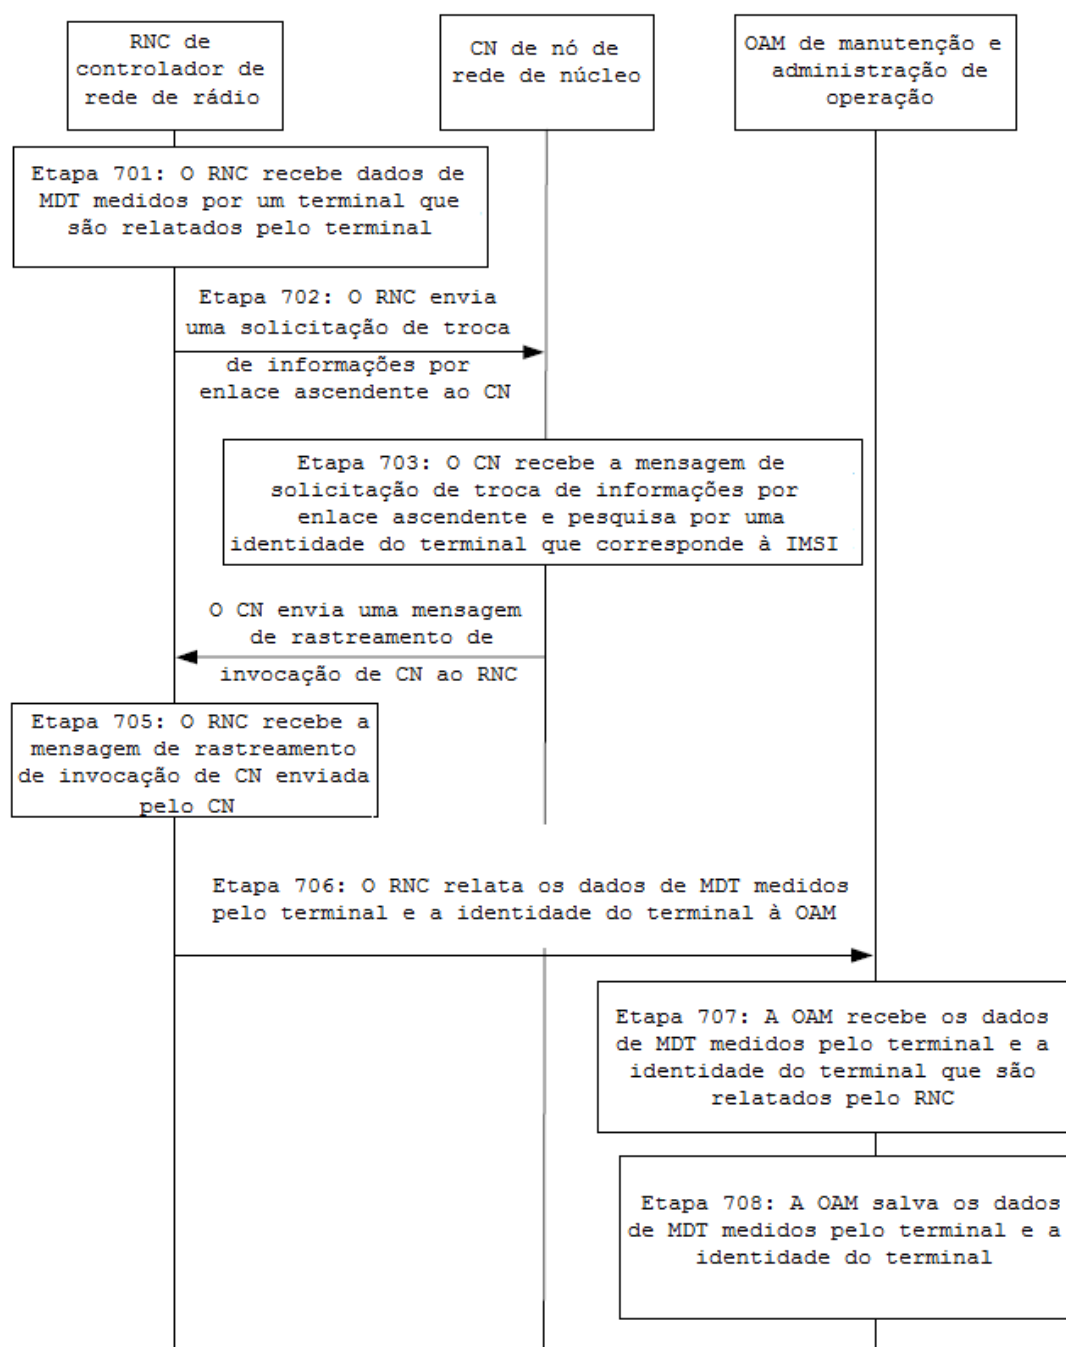 RNC de
controlador de
rede de rádio
CN de nó de
rede de núcleo
OAM de manutenção e
administração de
operação
Etapa 701: O RNC recebe dados de
MDT medidos por um terminal que
são relatados pelo terminal
Etapa 702: O RNC envia
uma solicitação de troca
de informações por
enlace ascendente ao CN
Etapa 703: O CN recebe a mensagem de
solicitação de troca de informações por
enlace ascendente e pesquisa por uma
identidade do terminal que corresponde à IMSI
O CN envia uma mensagem
de rastreamento de
invocação de CN ao RNC
Etapa 705: O RNC recebe a
mensagem de rastreamento
de invocação de CN enviada
pelo CN
Etapa 706: O RNC relata os dados de MDT medidos
pelo terminal e a identidade do terminal à OAM
Etapa 707: A OAM recebe os dados
de MDT medidos pelo terminal e a
identidade do terminal que são
relatados pelo RNC
Etapa 708: A OAM salva os dados
de MDT medidos pelo terminal e a
identidade do terminal